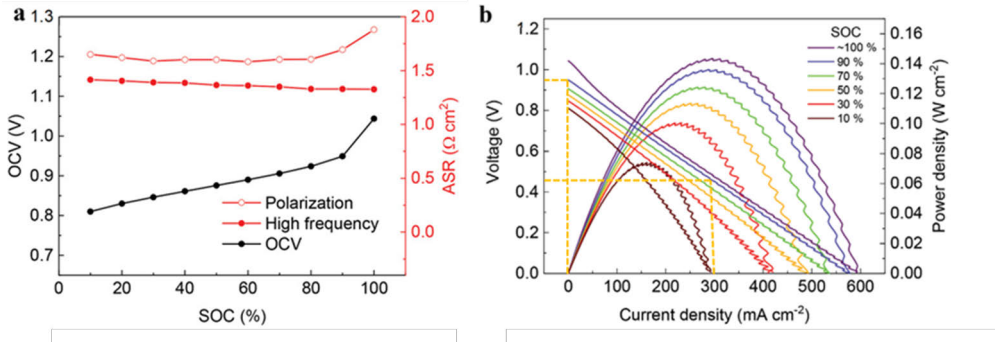 a
1.3
1.2
1.1
1.0
0.9
0.8
0.7
OCV (V)
2.0
1.5
1.0
0.5
0.0
ASR (Ω cm²)
Polarization
High frequency
OCV
0 20 40 60 80 100
SOC (%)
b
1.2
1.0
0.8
0.6
0.4
0.2
0.0
Voltage (V)
SOC
~100 %
90 %
70 %
50 %
30 %
10 %
0.16
0.14
0.12
0.10
0.08
0.06
0.04
0.02
0.00
Power density (W cm⁻²)
0 100 200 300 400 500 600
Current density (mA cm⁻²)